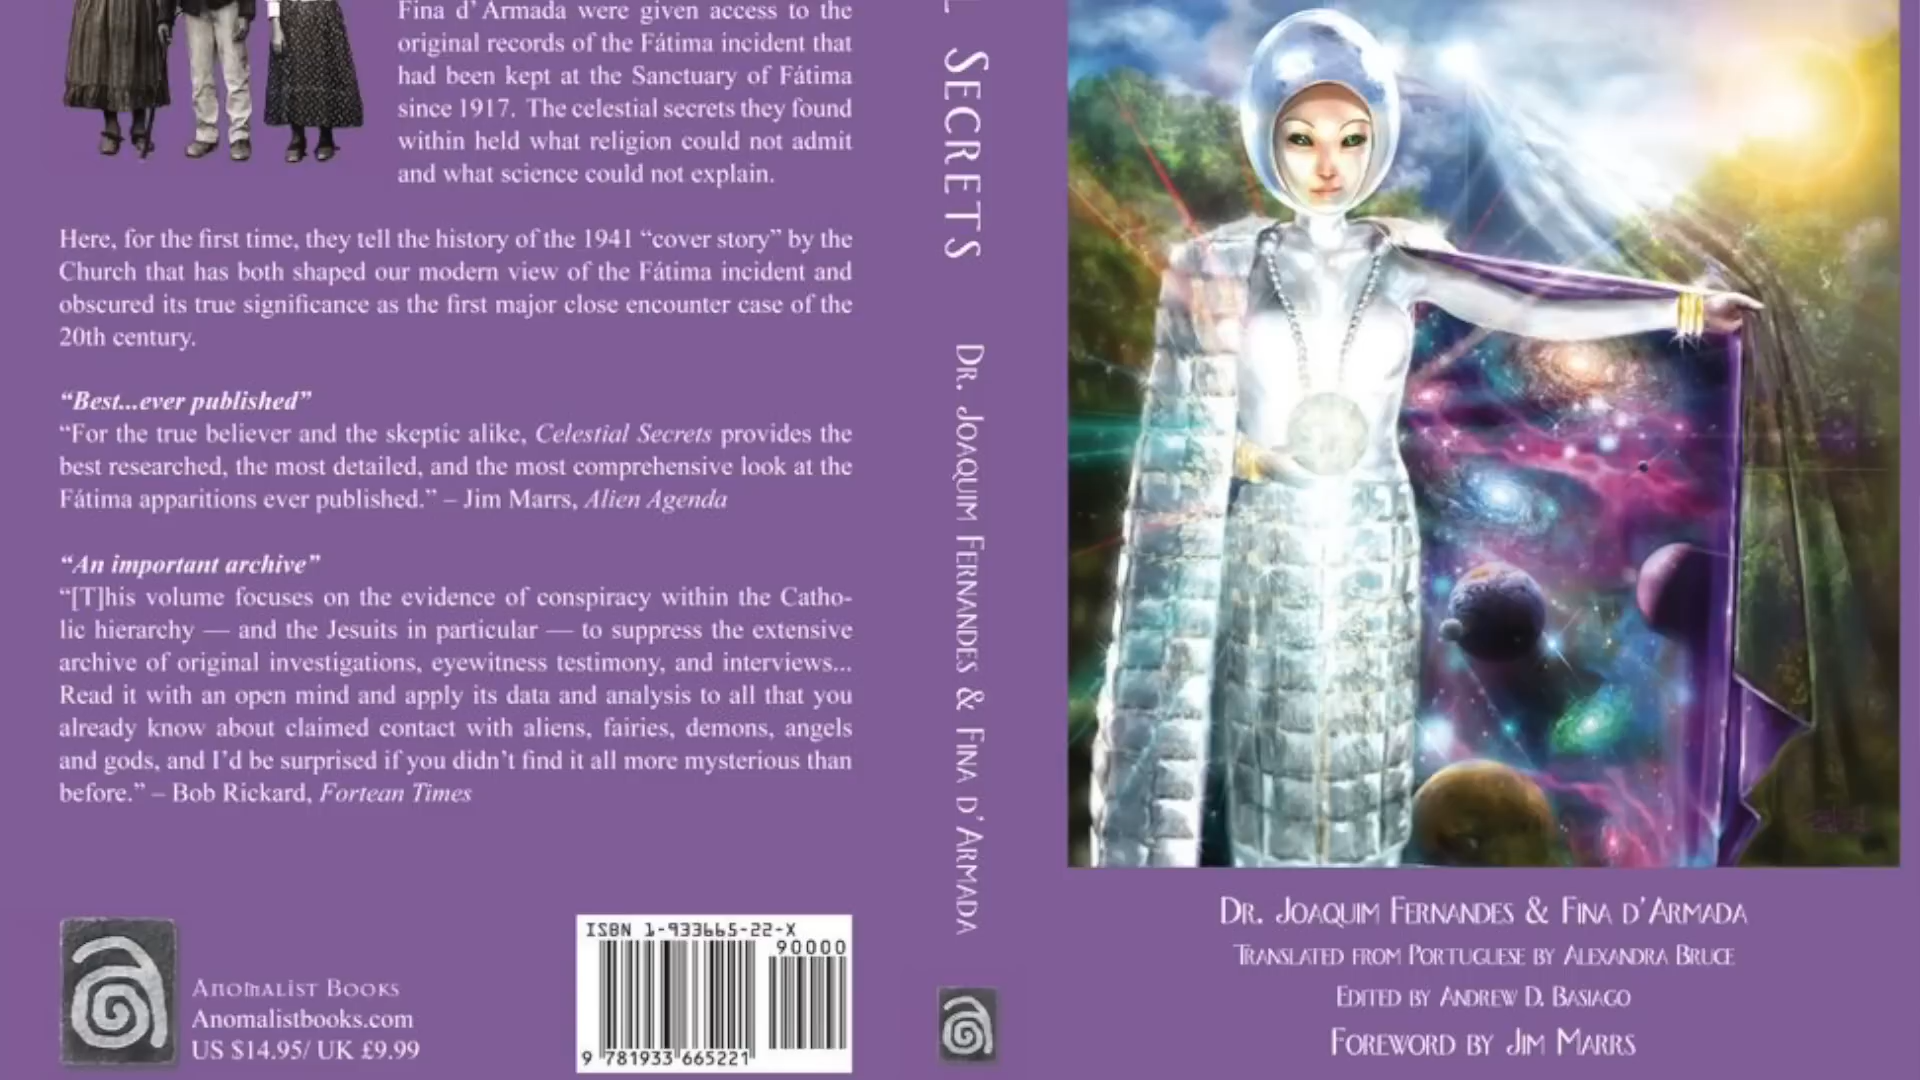 Fina d'Armada were given access to the
original records of the Fátima incident that
had been kept at the Sanctuary of Fátima
since 1917. The celestial secrets they found
within held what religion could not admit
and what science could not explain.
Here, for the first time, they tell the history of the 1941 “cover story” by the
Church that has both shaped our modern view of the Fátima incident and
obscured its true significance as the first major close encounter case of the
20th century.
“Best...ever published”
“For the true believer and the skeptic alike, Celestial Secrets provides the
best researched, the most detailed, and the most comprehensive look at the
Fátima apparitions ever published.” – Jim Marrs, Alien Agenda
“An important archive”
“[T]his volume focuses on the evidence of conspiracy within the Catho-
lic hierarchy — and the Jesuits in particular — to suppress the extensive
archive of original investigations, eyewitness testimony, and interviews...
Read it with an open mind and apply its data and analysis to all that you
already know about claimed contact with aliens, fairies, demons, angels
and gods, and I’d be surprised if you didn’t find it all more mysterious than
before.” – Bob Rickard, Fortean Times
Anomalist Books
Anomalistbooks.com
US $14.95/ UK £9.99
ISBN 1-933665-22-X
90000
9 781933 665221
L Secrets Dr. Joaquim Fernandes & Fina d'Armada
Dr. Joaquim Fernandes & Fina d'Armada
Translated from Portuguese by Alexandra Bruce
Edited by Andrew D. Basiago
Foreword by Jim Marrs